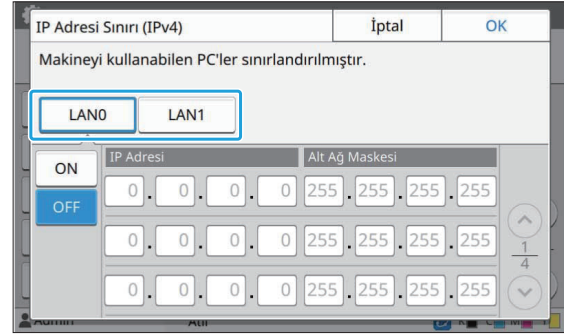 IP Adresi Sınırı (IPv4) İptal OK
Makineyi kullanabilen PC'ler sınırlandırılmıştır.
LAN0 LAN1
IP Adresi Alt Ağ Maskesi
ON
0 . 0 . 0 . 0 255 . 255 . 255 . 255
OFF
0 . 0 . 0 . 0 255 . 255 . 255 . 255
1
4
0 . 0 . 0 . 0 255 . 255 . 255 . 255
Admin